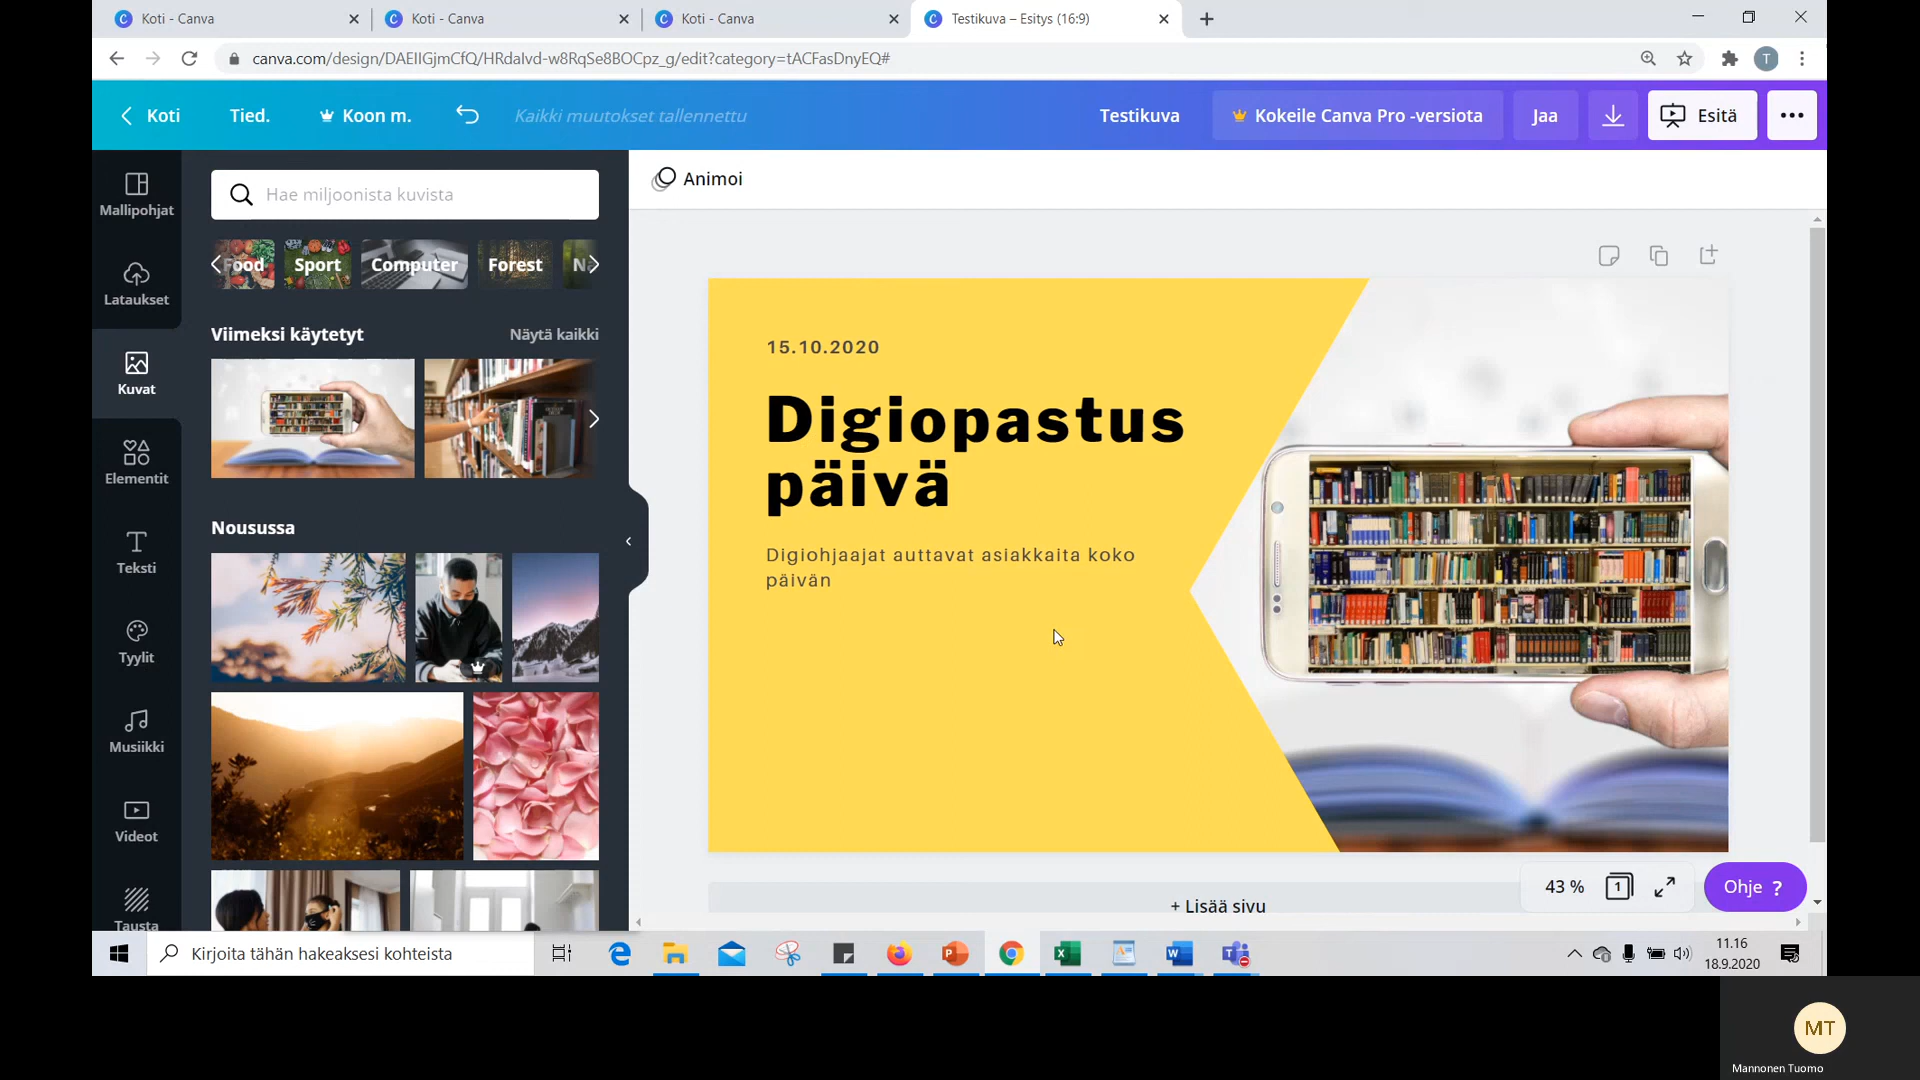 Koti - Canva
Koti - Canva
Koti - Canva
Testikuva – Esitys (16:9)
canva.com/design/DAEIIGjmCfQ/HRdalvd-w8RqSe8BOCpz_g/edit?category=tACFasDnyEQ#
T
Koti
Tied.
Koon m.
Kaikki muutokset tallennettu
Testikuva
Kokeile Canva Pro -versiota
Jaa
Esitä
Mallipohjat
Lataukset
Kuvat
Elementit
Teksti
Tyylit
Musiikki
Videot
Tausta
Hae miljoonista kuvista
Food
Sport
Computer
Forest
Viimeksi käytetyt
Näytä kaikki
NoususSa
Animoi
15.10.2020
Digiopastus
päivä
Digiohjaajat auttavat asiakkaita koko
päivän
+ Lisää sivu
43 %
1
Ohje ?
Kirjoita tähän hakeaksesi kohteista
11.16
18.9.2020
MT
Mannonen Tuomo